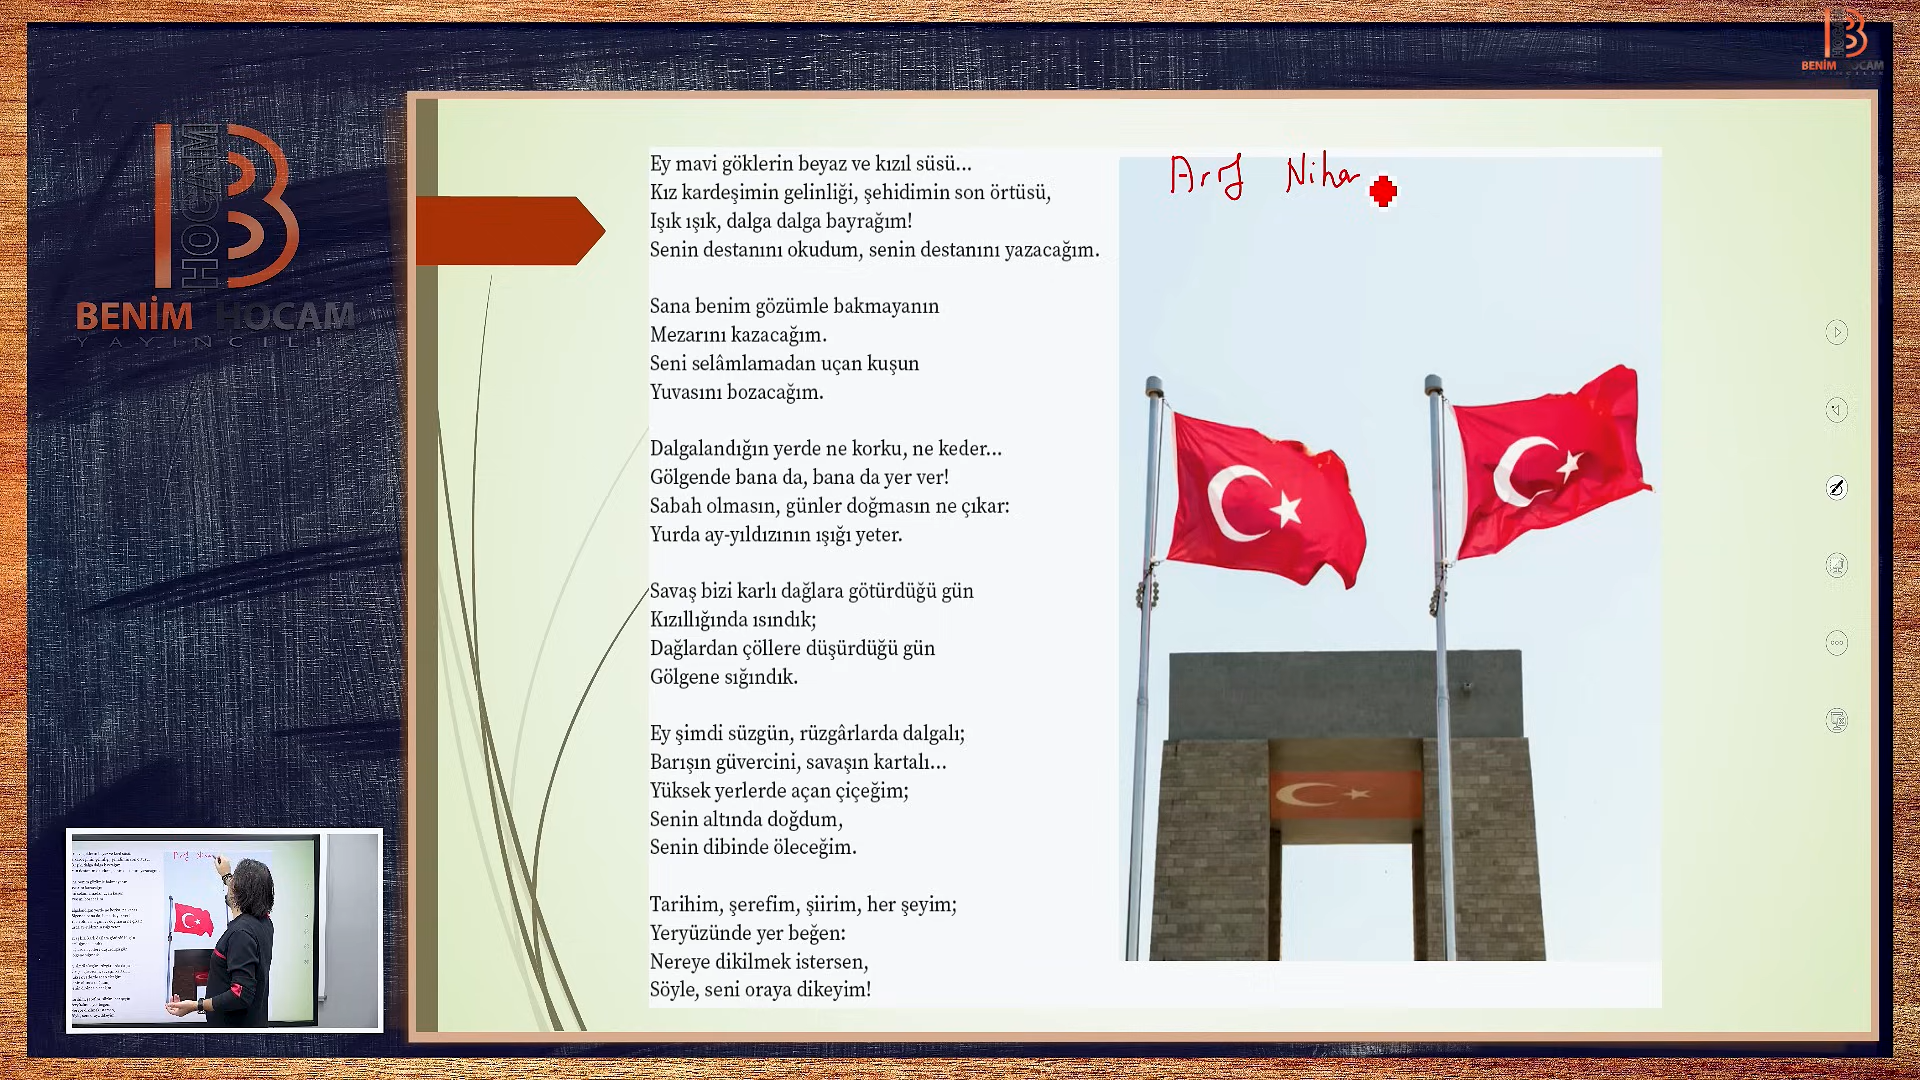 BENİM HOCAM
HOCAM
BENİM HOCAM
YAYINCILIK
Arif Niha
Ey mavi göklerin beyaz ve kızıl süsü...
Kız kardeşimin gelinliği, şehidimin son örtüsü,
Işık ışık, dalga dalga bayrağım!
Senin destanını okudum, senin destanını yazacağım.
Sana benim gözümle bakmayanın
Mezarını kazacağım.
Seni selâmlamadan uçan kuşun
Yuvasını bozacağım.
Dalgalandığın yerde ne korku, ne keder...
Gölgende bana da, bana da yer ver!
Sabah olmasın, günler doğmasın ne çıkar:
Yurda ay-yıldızının ışığı yeter.
Savaş bizi karlı dağlara götürdüğü gün
Kızıllığında ısındık;
Dağlardan çöllere düşürdüğü gün
Gölgene sığındık.
Ey şimdi süzgün, rüzgârlarda dalgalı;
Barışın güvercini, savaşın kartalı...
Yüksek yerlerde açan çiçeğim;
Senin altında doğdum,
Senin dibinde öleceğim.
Tarihim, şerefim, şiirim, her şeyim;
Yeryüzünde yer beğen:
Nereye dikilmek istersen,
Söyle, seni oraya dikeyim!